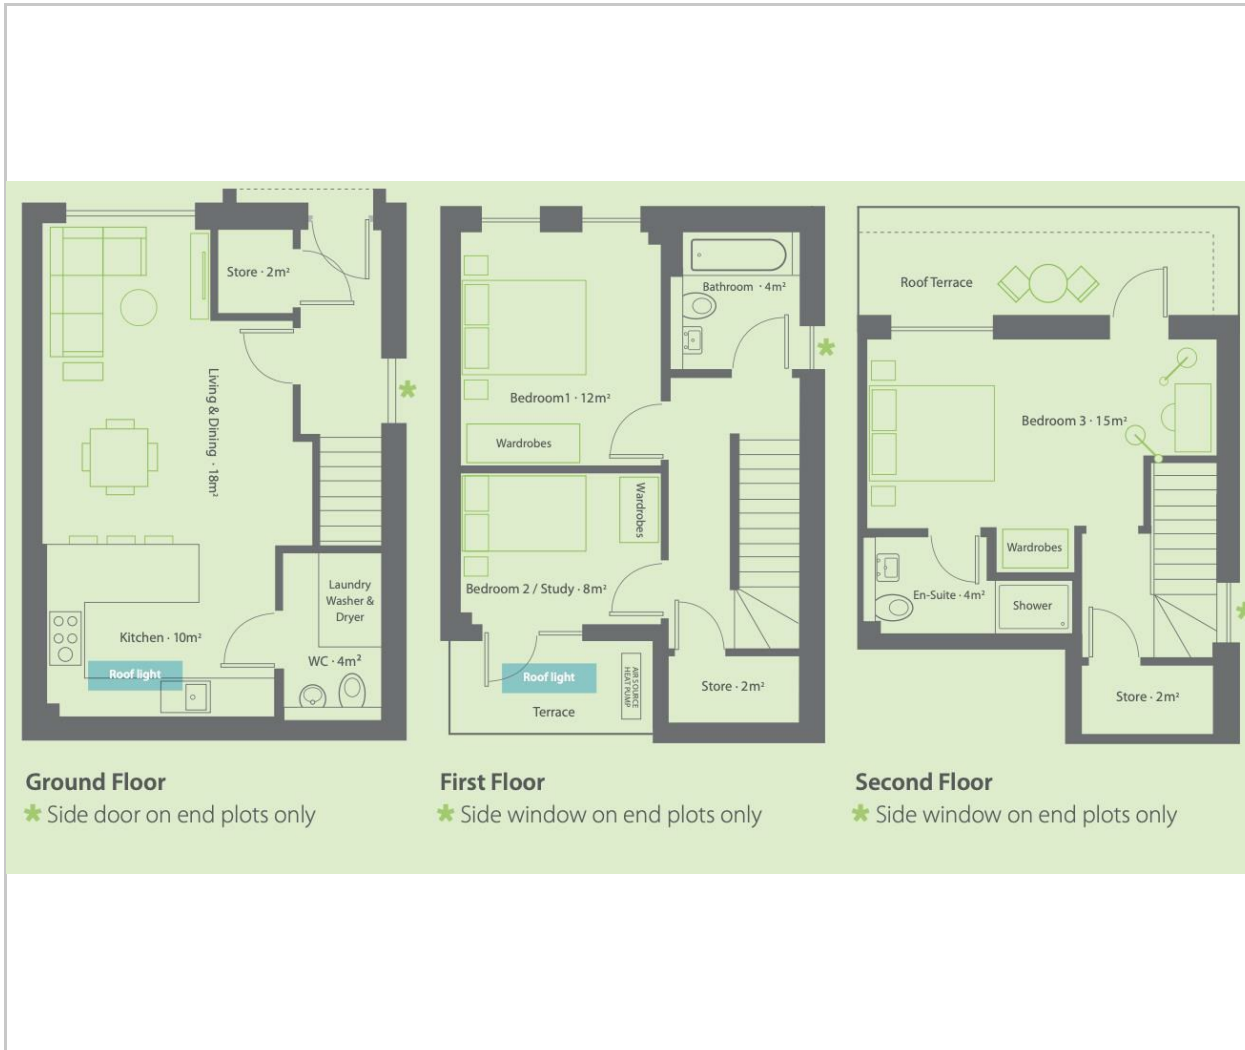 Store · 2m²
Living & Dining · 18m²
Laundry
Washer &
Dryer
Kitchen · 10m²
WC · 4m²
Roof light
Ground Floor
* Side door on end plots only
Bathroom · 4m²
*
Bedroom1 · 12m²
Wardrobes
Wardrobes
Bedroom 2 / Study · 8m²
Roof light
AIR SOURCE
HEAT PUMP
Terrace
Store · 2m²
First Floor
* Side window on end plots only
Roof Terrace
Bedroom 3 · 15m²
Wardrobes
En-Suite · 4m²
Shower
Store · 2m²
Second Floor
* Side window on end plots only